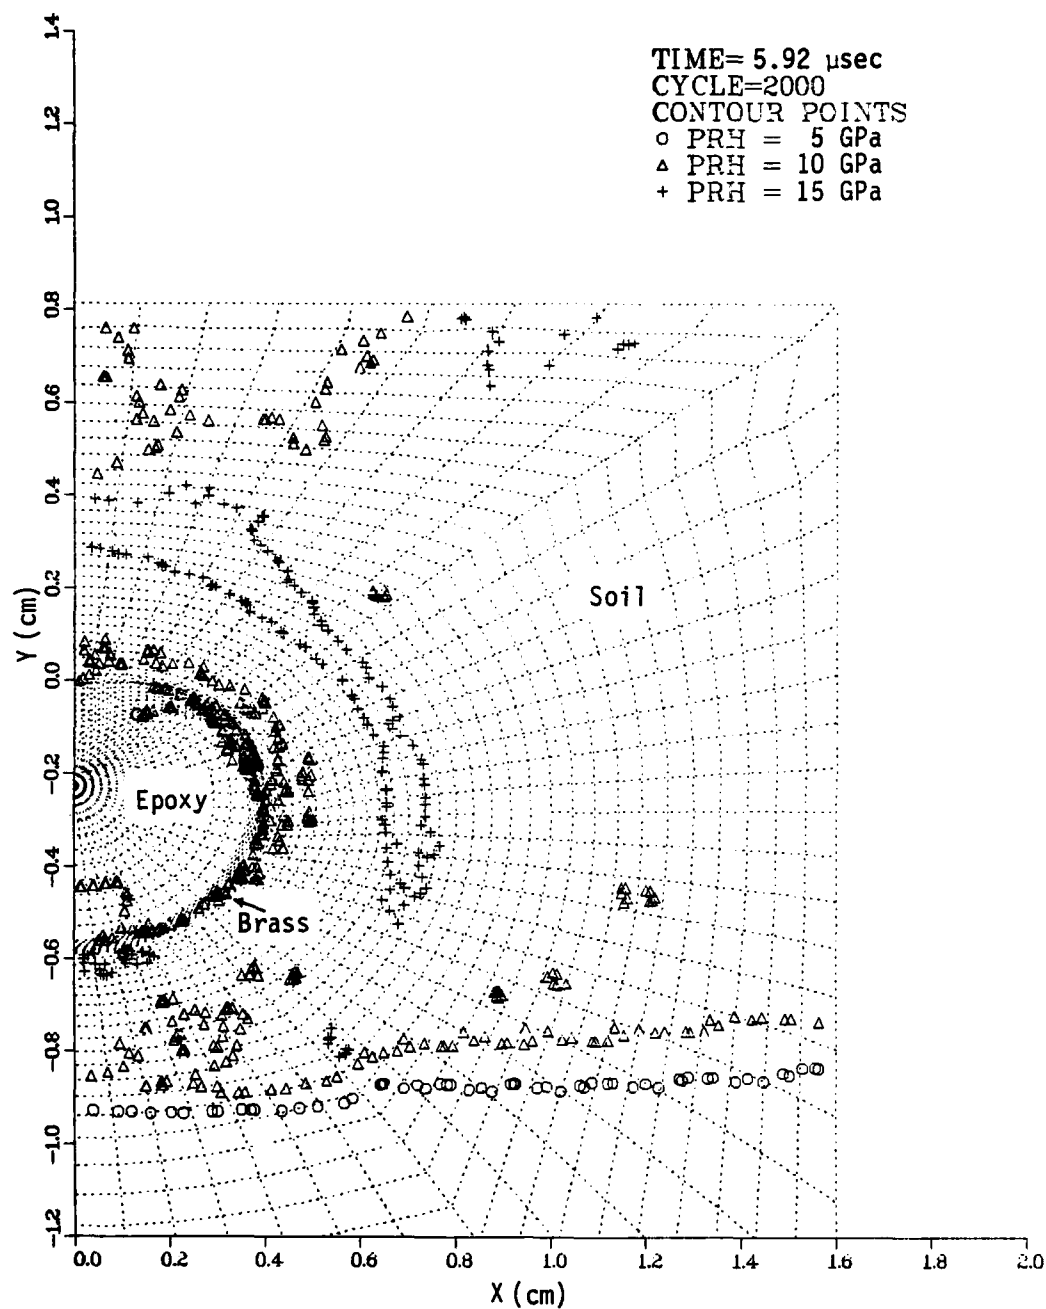 TIME= 5.92 µsec
CYCLE=2000
CONTOUR POINTS
○ PRH = 5 GPa
△ PRH = 10 GPa
+ PRH = 15 GPa
1.4
1.2
1.0
0.8
0.6
0.4
0.2
0.0
-0.2
-0.4
-0.6
-0.8
-1.0
-1.2
Y (cm)
Soil
Epoxy
Brass
0.0 0.2 0.4 0.6 0.8 1.0 1.2 1.4 1.6 1.8 2.0
X (cm)